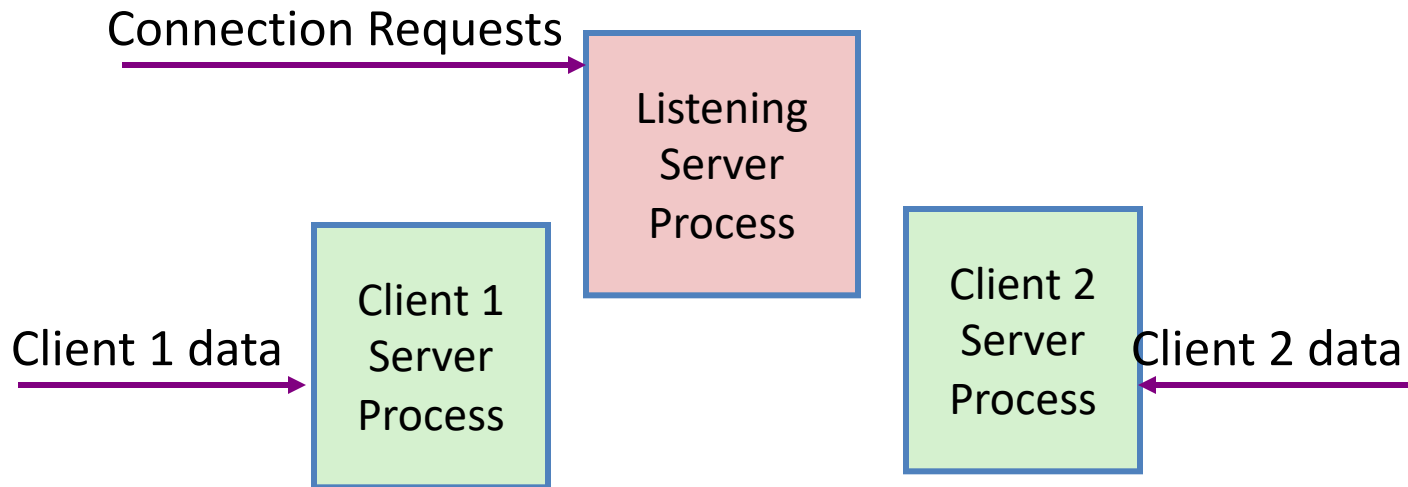 Connection Requests
Listening
Server
Process
Client 1
Server
Process
Client 1 data
Client 2
Server
Process
Client 2 data